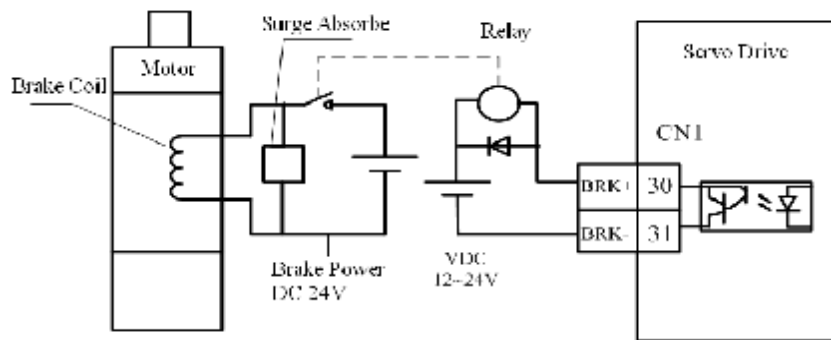 Surge Absorbe
Relay
Servo Drive
Motor
Brake Coil
CN1
BRK+ 30
BRK- 31
Brake Power
DC 24V
VDC
12~24V